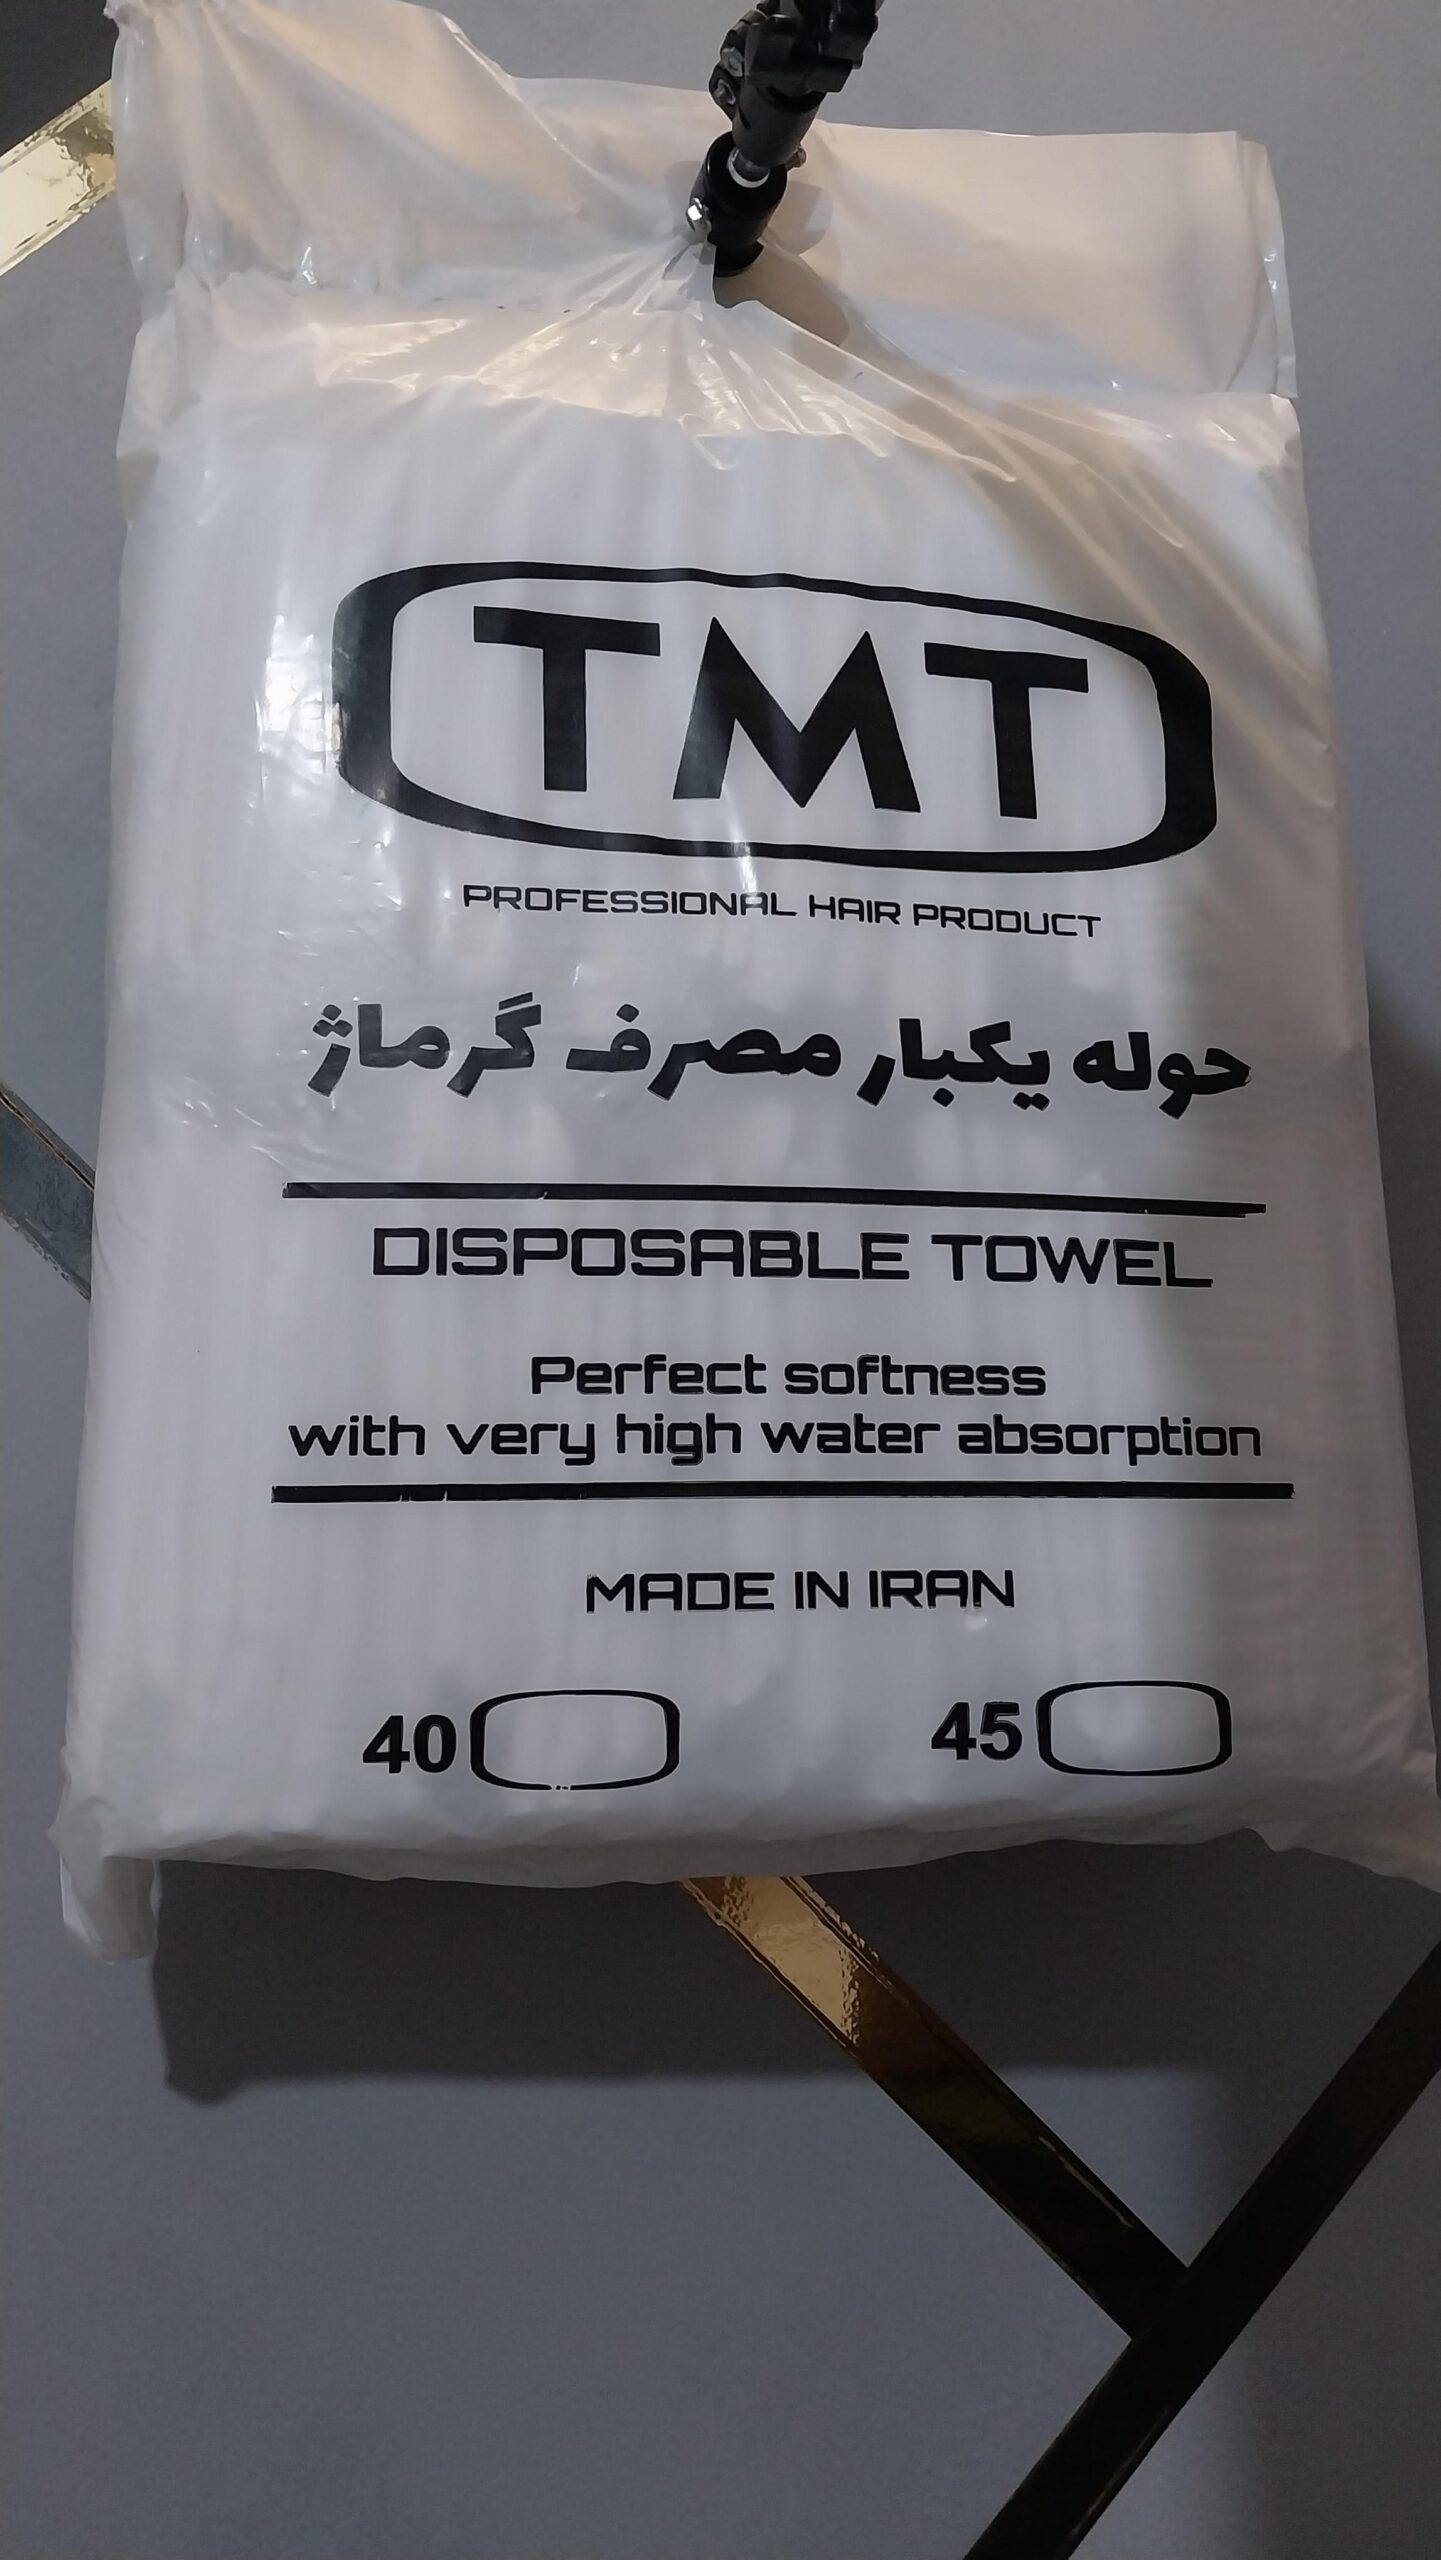 TMT
PROFESSIONAL HAIR PRODUCT
حوله یکبار مصرف گرماژ
DISPOSABLE TOWEL
Perfect softness
with very high water absorption
MADE IN IRAN
40 45